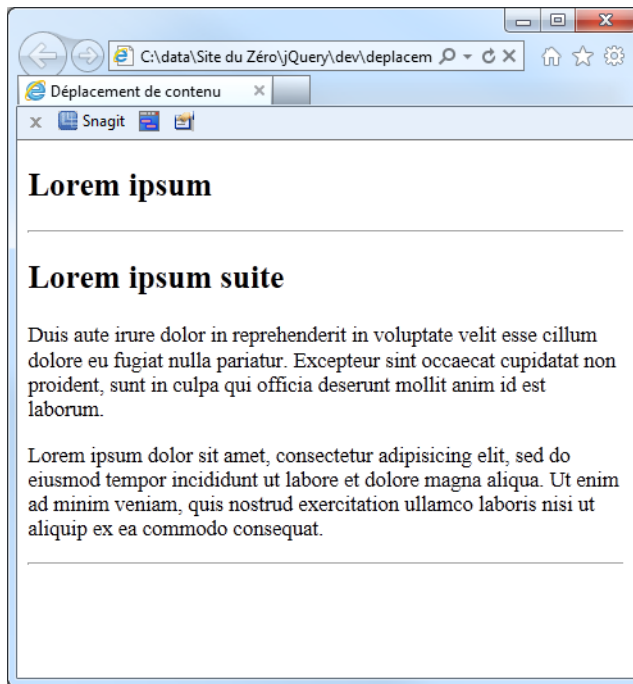 C:\data\Site du Zéro\jQuery\dev\deplacem
Déplacement de contenu
Snagit
Lorem ipsum
Lorem ipsum suite
Duis aute irure dolor in reprehenderit in voluptate velit esse cillum
dolore eu fugiat nulla pariatur. Excepteur sint occaecat cupidatat non
proident, sunt in culpa qui officia deserunt mollit anim id est
laborum.
Lorem ipsum dolor sit amet, consectetur adipisicing elit, sed do
eiusmod tempor incididunt ut labore et dolore magna aliqua. Ut enim
ad minim veniam, quis nostrud exercitation ullamco laboris nisi ut
aliquip ex ea commodo consequat.